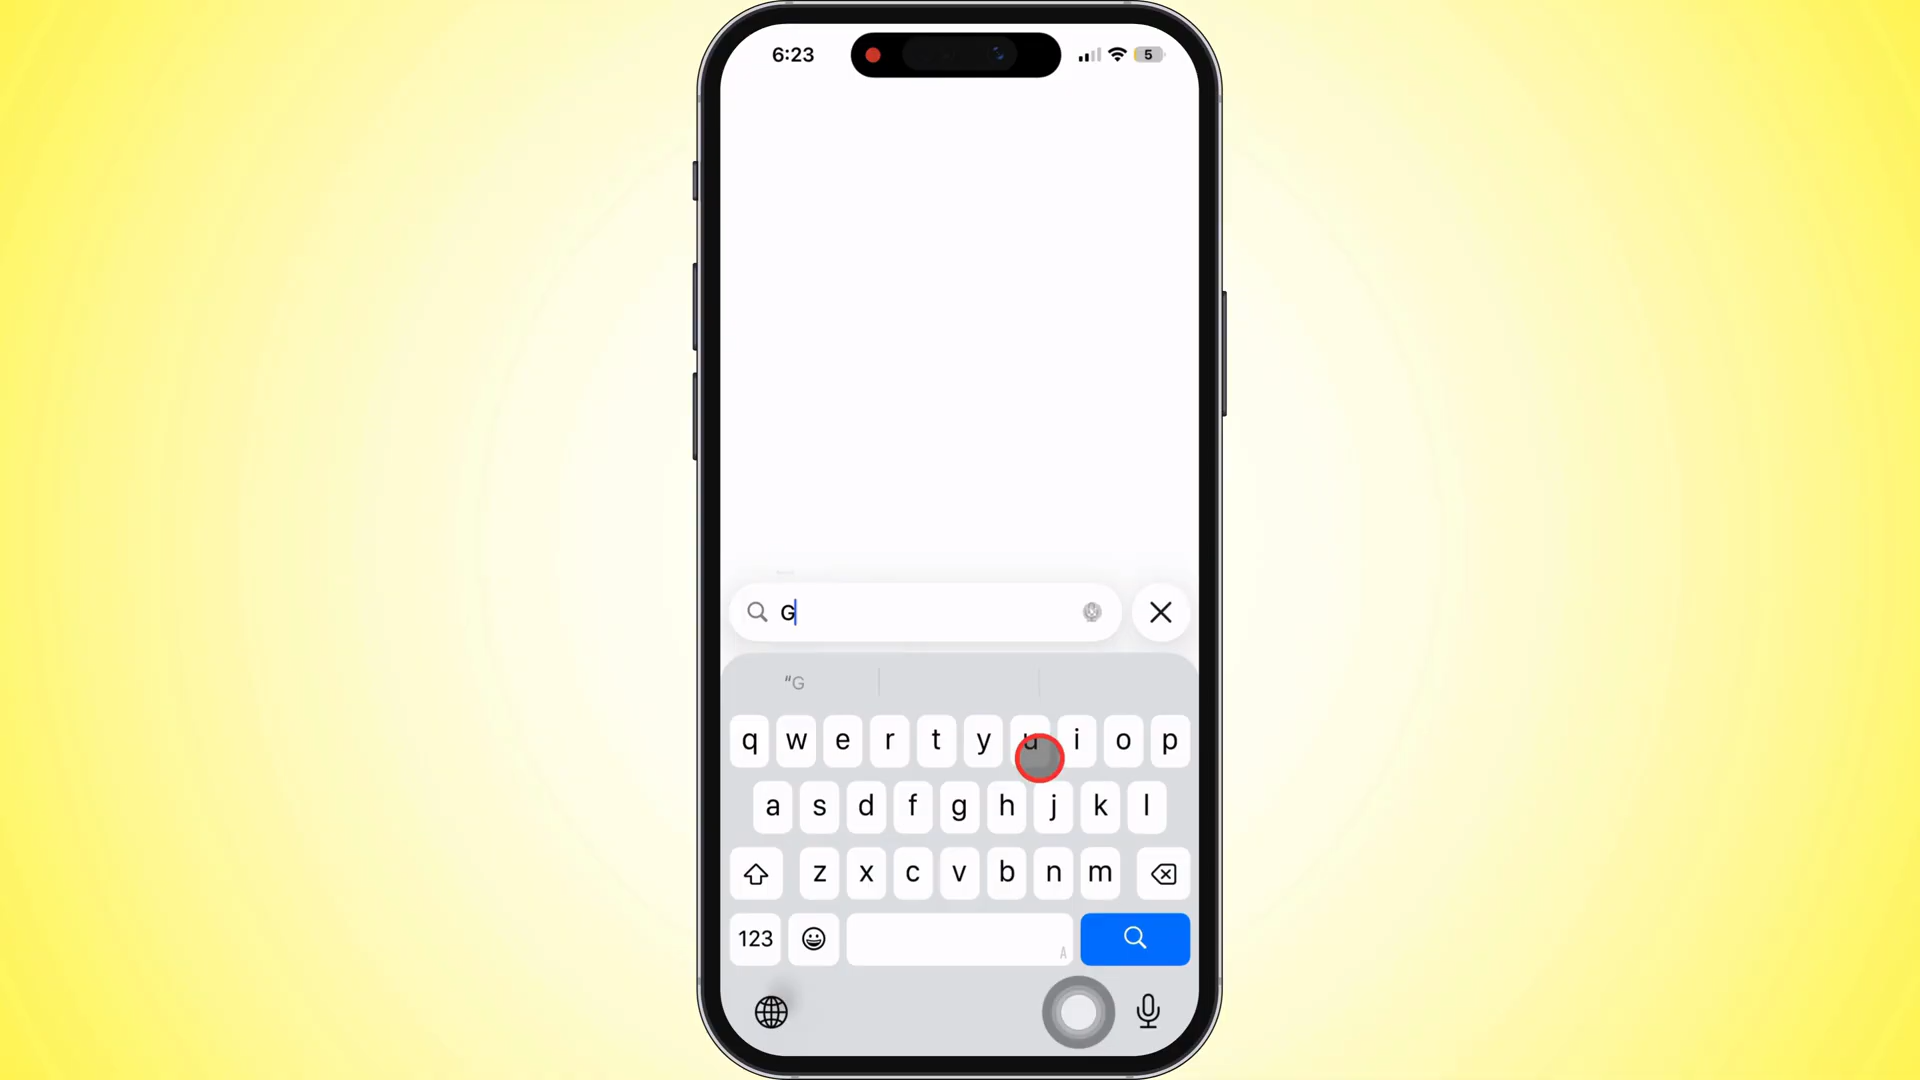 6:23
5
G
“G
q w e r t y u i o p
a s d f g h j k l
z x c v b n m
123
A